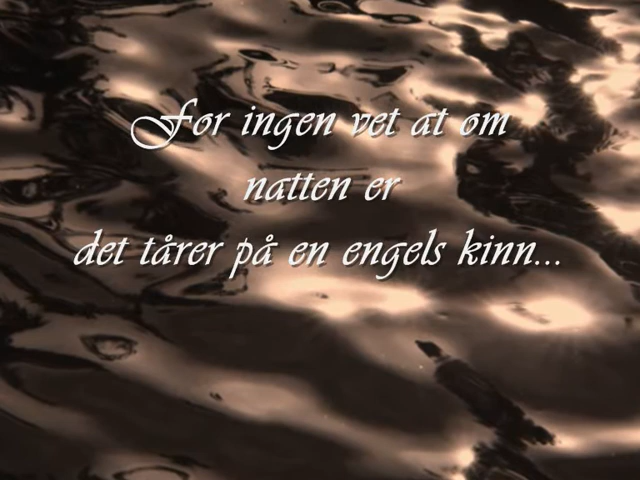 For ingen vet at om
natten er
det tårer på en engels kinn...